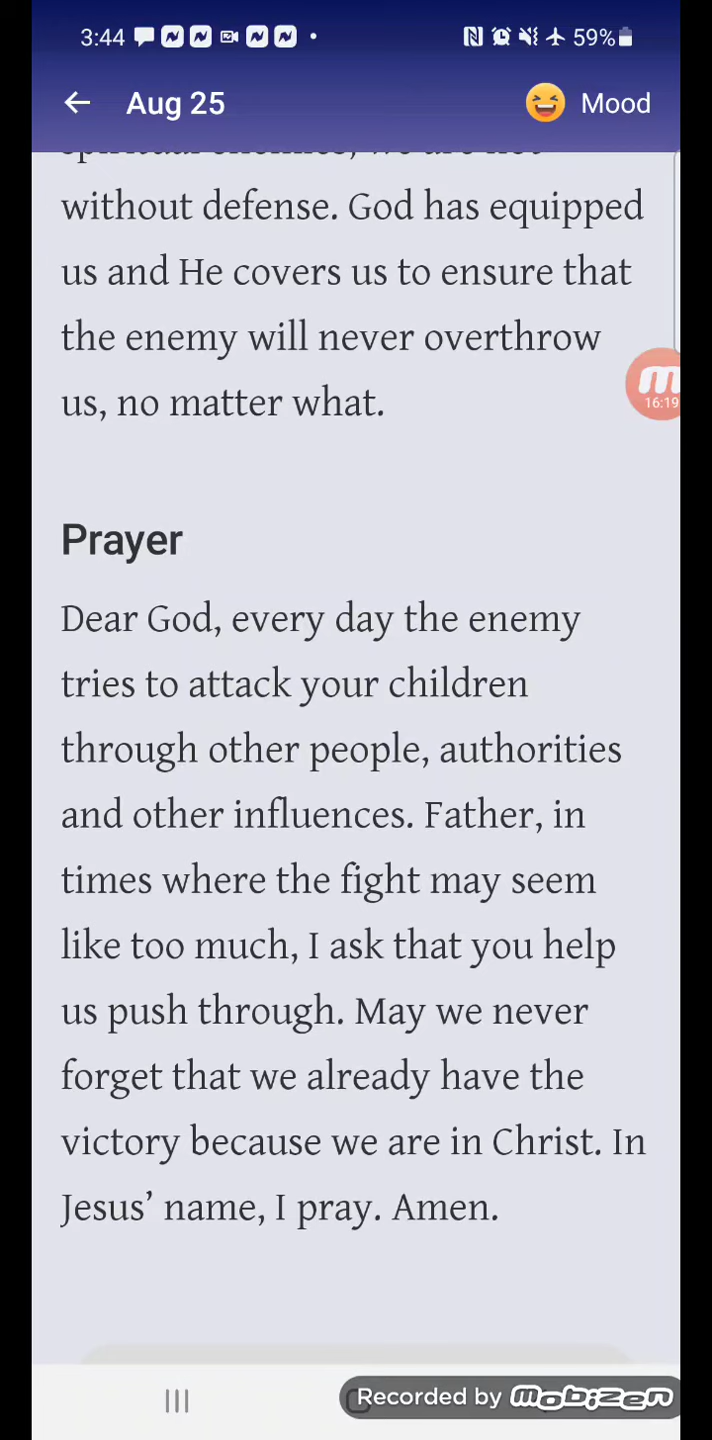 3:44 59%
Aug 25 Mood
without defense. God has equipped
us and He covers us to ensure that
the enemy will never overthrow
us, no matter what.
16:19
Prayer
Dear God, every day the enemy
tries to attack your children
through other people, authorities
and other influences. Father, in
times where the fight may seem
like too much, I ask that you help
us push through. May we never
forget that we already have the
victory because we are in Christ. In
Jesus’ name, I pray. Amen.
Recorded by mobizen